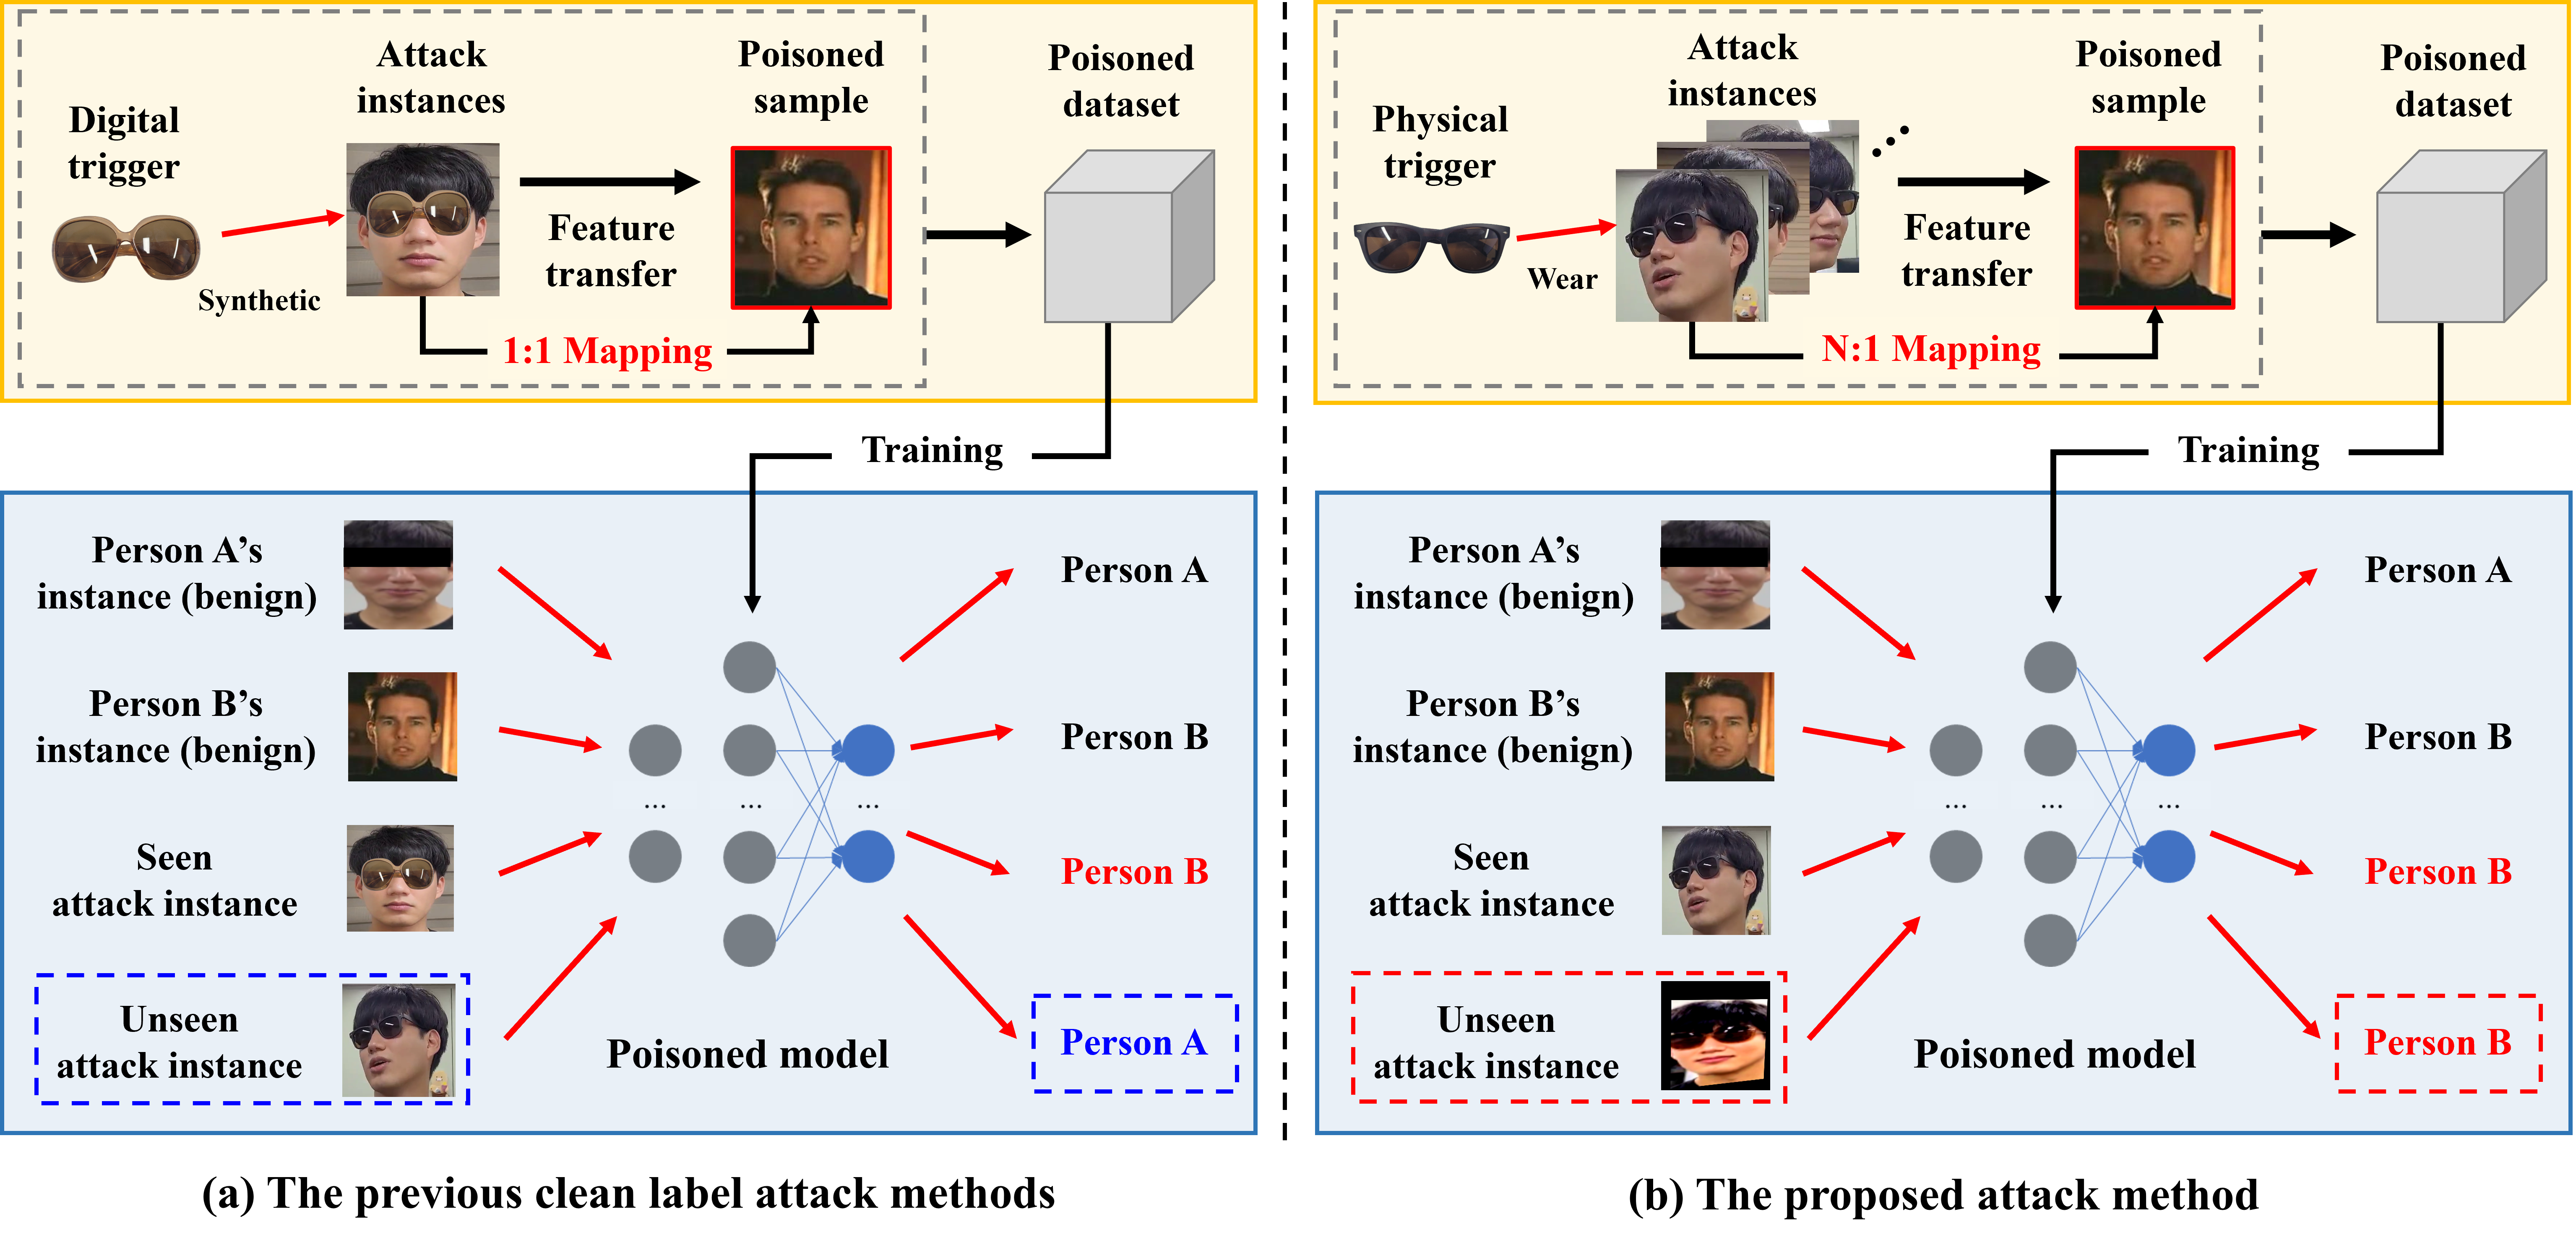 Digital
trigger
Synthetic
Attack
instances
Feature
transfer
1:1 Mapping
Poisoned
sample
Poisoned
dataset
Training
Person A’s
instance (benign)
Person B’s
instance (benign)
Seen
attack instance
Unseen
attack instance
...
...
...
Poisoned model
Person A
Person B
Person B
Person A
(a) The previous clean label attack methods
Physical
trigger
Wear
Attack
instances
Feature
transfer
N:1 Mapping
Poisoned
sample
Poisoned
dataset
Training
Person A’s
instance (benign)
Person B’s
instance (benign)
Seen
attack instance
Unseen
attack instance
...
...
...
Poisoned model
Person A
Person B
Person B
Person B
(b) The proposed attack method